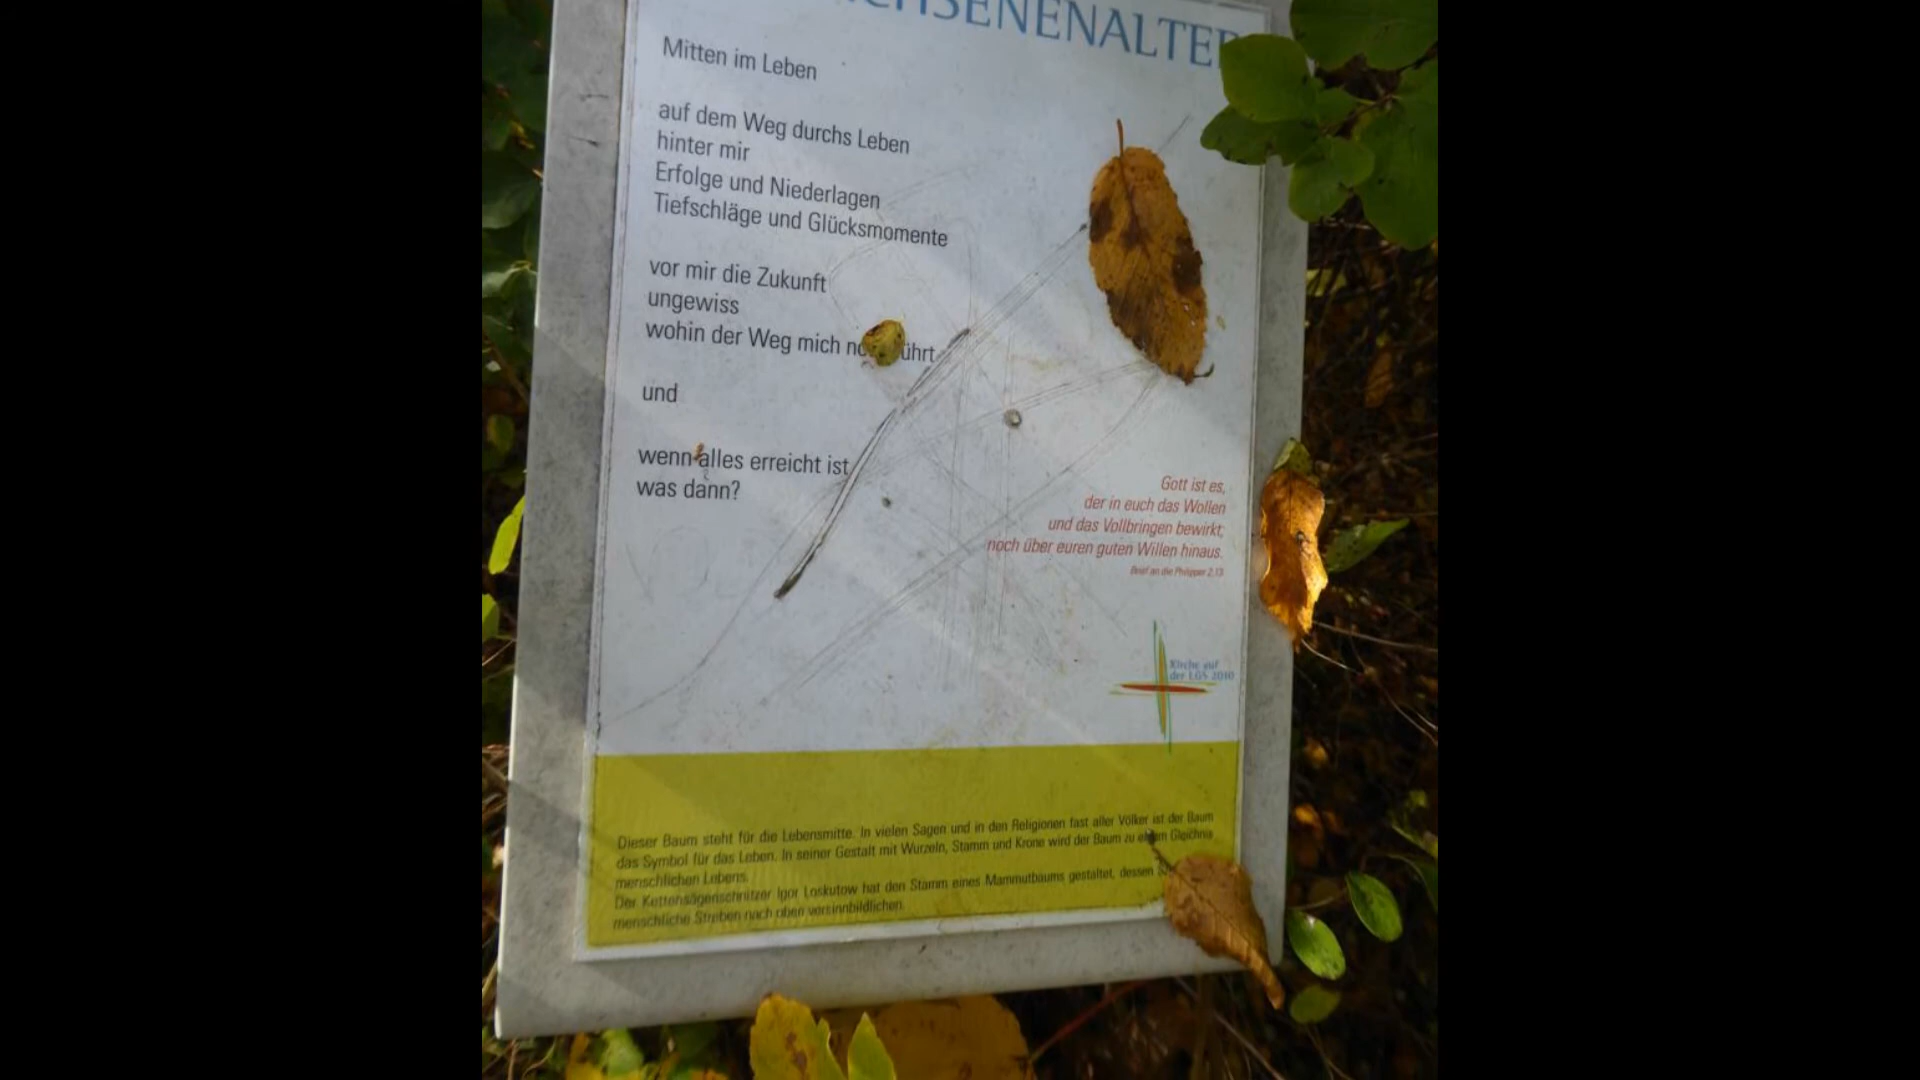 CHSENENALTER
Mitten im Leben
auf dem Weg durchs Leben
hinter mir
Erfolge und Niederlagen
Tiefschläge und Glücksmomente
vor mir die Zukunft
ungewiss
wohin der Weg mich
und
wenn alles erreicht ist
was dann?
Gott ist es,
der in euch das Wollen
und das Vollbringen bewirkt,
noch über euren guten Willen hinaus.
Brief an die Philipper 2,13
Kirche auf
der LGS 2010
Dieser Baum steht für die Lebensmitte. In vielen Sagen und in den Religionen fast aller Völker ist der Baum
das Symbol für das Leben. In seiner Gestalt mit Wurzeln, Stamm und Krone wird der Baum zu einem Gleichnis
menschlichen Lebens.
Der Kettensägenschnitzer Igor Loskutow hat den Stamm eines Mammutbaums gestaltet, dessen
menschliche Streben nach oben versinnbildlichen.